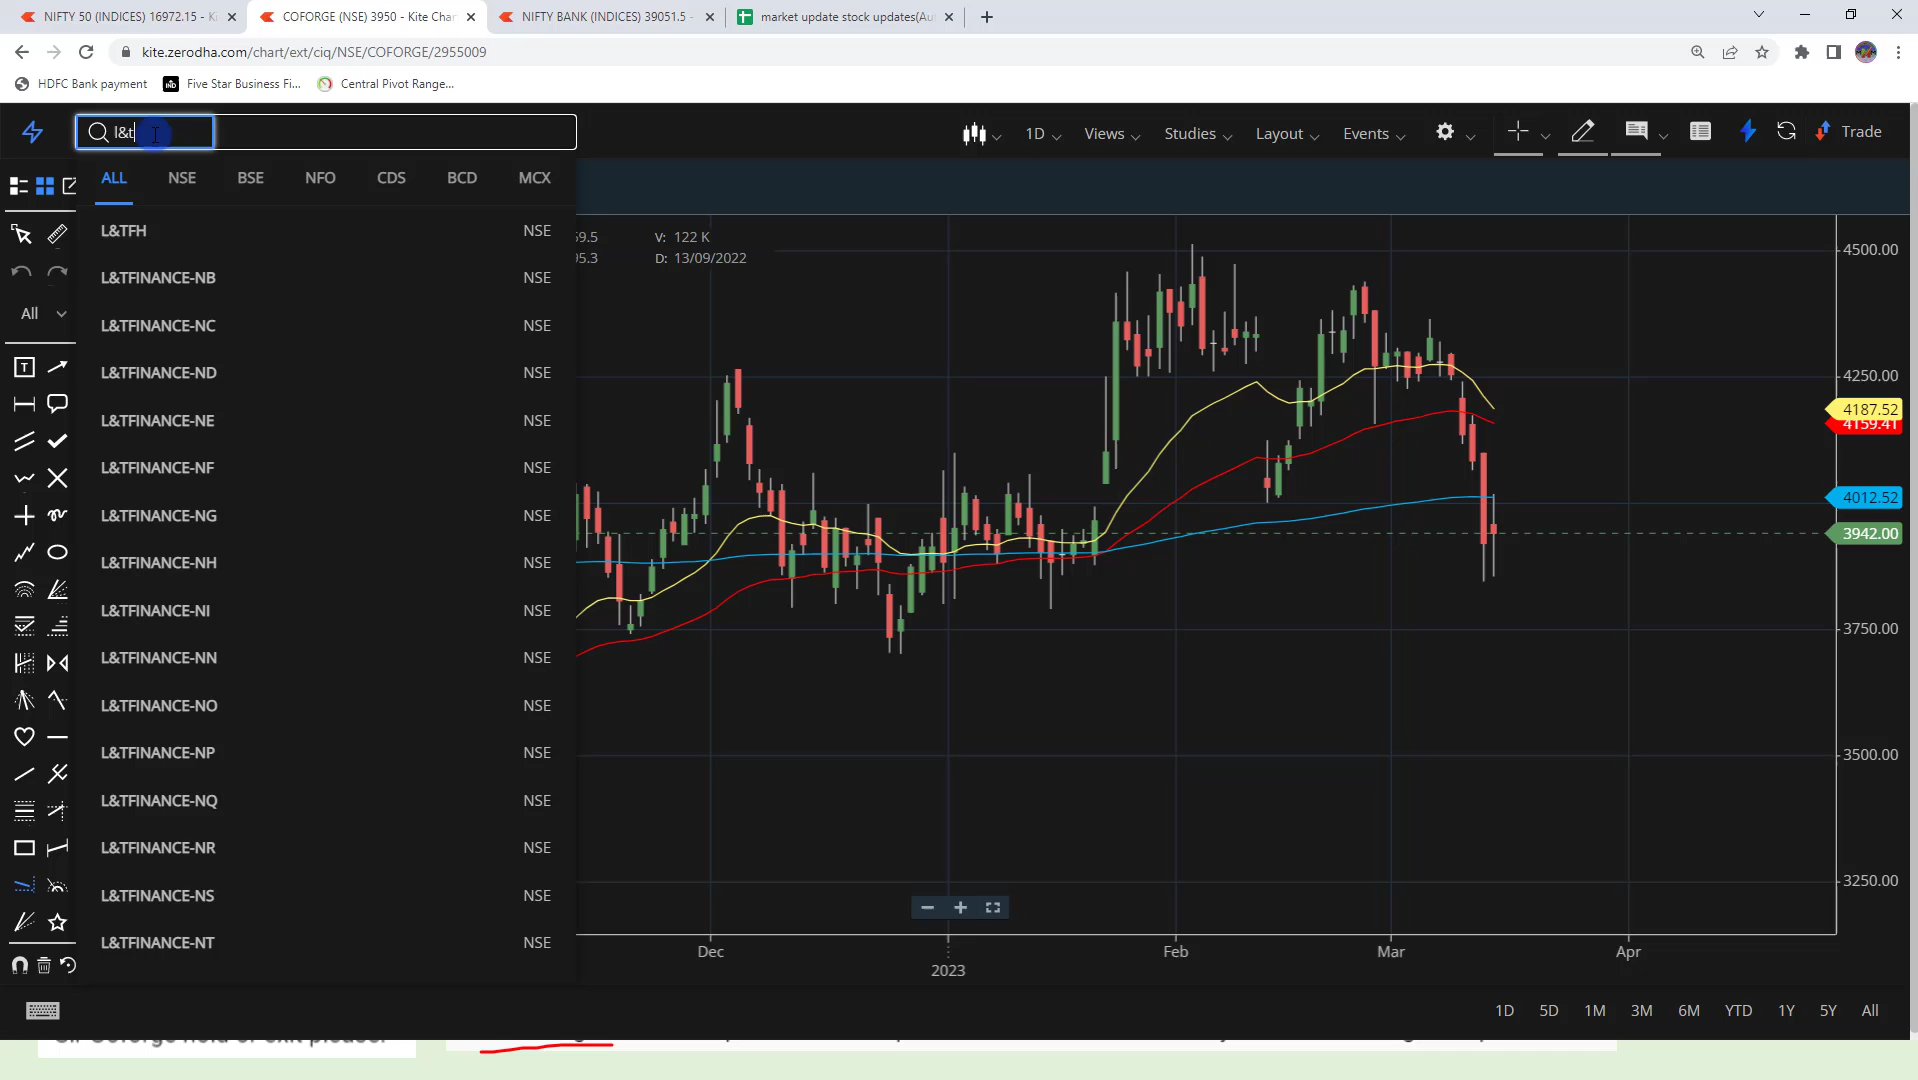 NIFTY 50 (INDICES) 16972.15 - Ki
COFORGE (NSE) 3950 - Kite Char
NIFTY BANK (INDICES) 39051.5 -
market update stock updates(Au
kite.zerodha.com/chart/ext/ciq/NSE/COFORGE/2955009
HDFC Bank payment
Five Star Business Fi...
Central Pivot Range...
l&t
1D
Views
Studies
Layout
Events
Trade
ALL NSE BSE NFO CDS BCD MCX
All
L&TFH NSE
L&TFINANCE-NB NSE
L&TFINANCE-NC NSE
L&TFINANCE-ND NSE
L&TFINANCE-NE NSE
L&TFINANCE-NF NSE
L&TFINANCE-NG NSE
L&TFINANCE-NH NSE
L&TFINANCE-NI NSE
L&TFINANCE-NN NSE
L&TFINANCE-NO NSE
L&TFINANCE-NP NSE
L&TFINANCE-NQ NSE
L&TFINANCE-NR NSE
L&TFINANCE-NS NSE
L&TFINANCE-NT NSE
59.5 V: 122 K
95.3 D: 13/09/2022
4500.00
4250.00
4187.52
4159.41
4012.52
3942.00
3750.00
3500.00
3250.00
Dec
2023
Feb
Mar
Apr
1D 5D 1M 3M 6M YTD 1Y 5Y All